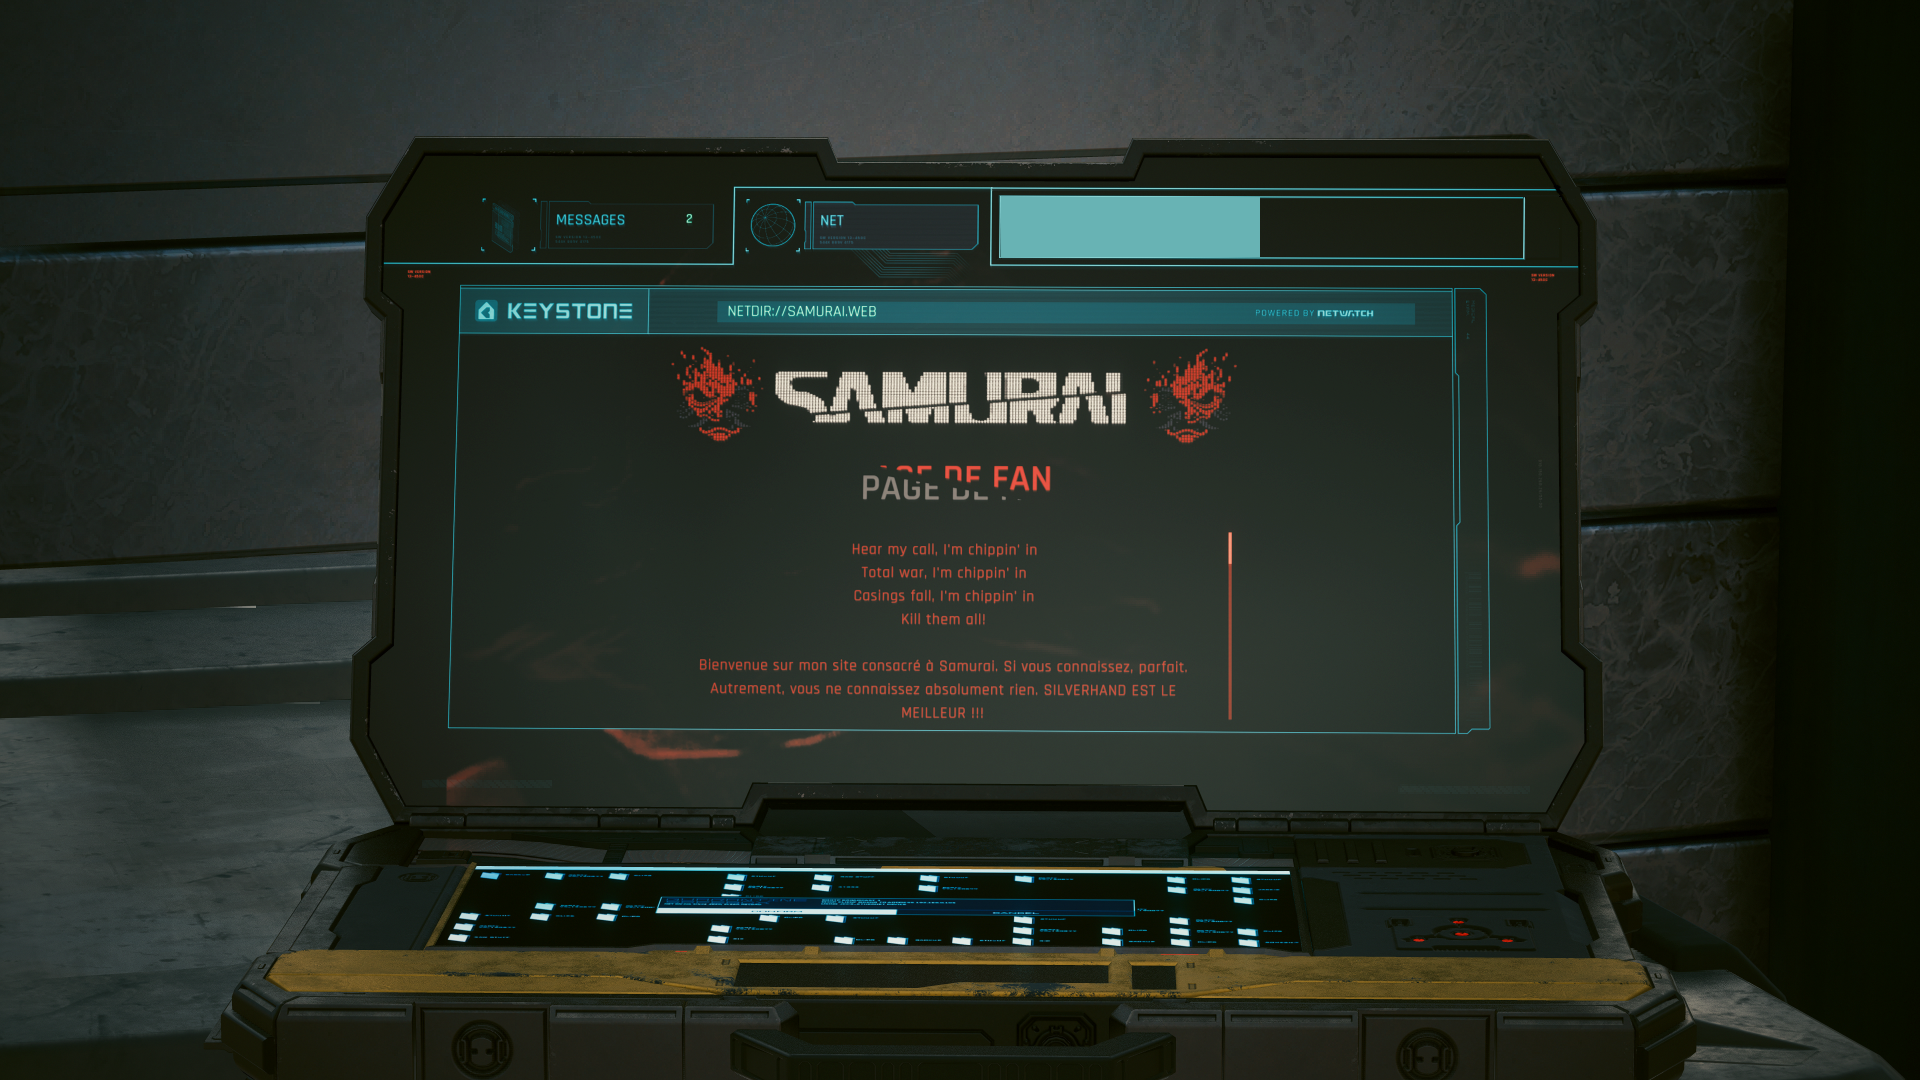 MESSAGES 2
NET
KEYSTONE
NETDIR://SAMURAI.WEB
POWERED BY NETWATCH
SAMURAI
PAGE DE FAN
Hear my call, I'm chippin' in
Total war, I'm chippin' in
Casings fall, I'm chippin' in
Kill them all!
Bienvenue sur mon site consacré à Samurai. Si vous connaissez, parfait.
Autrement, vous ne connaissez absolument rien. SILVERHAND EST LE
MEILLEUR !!!